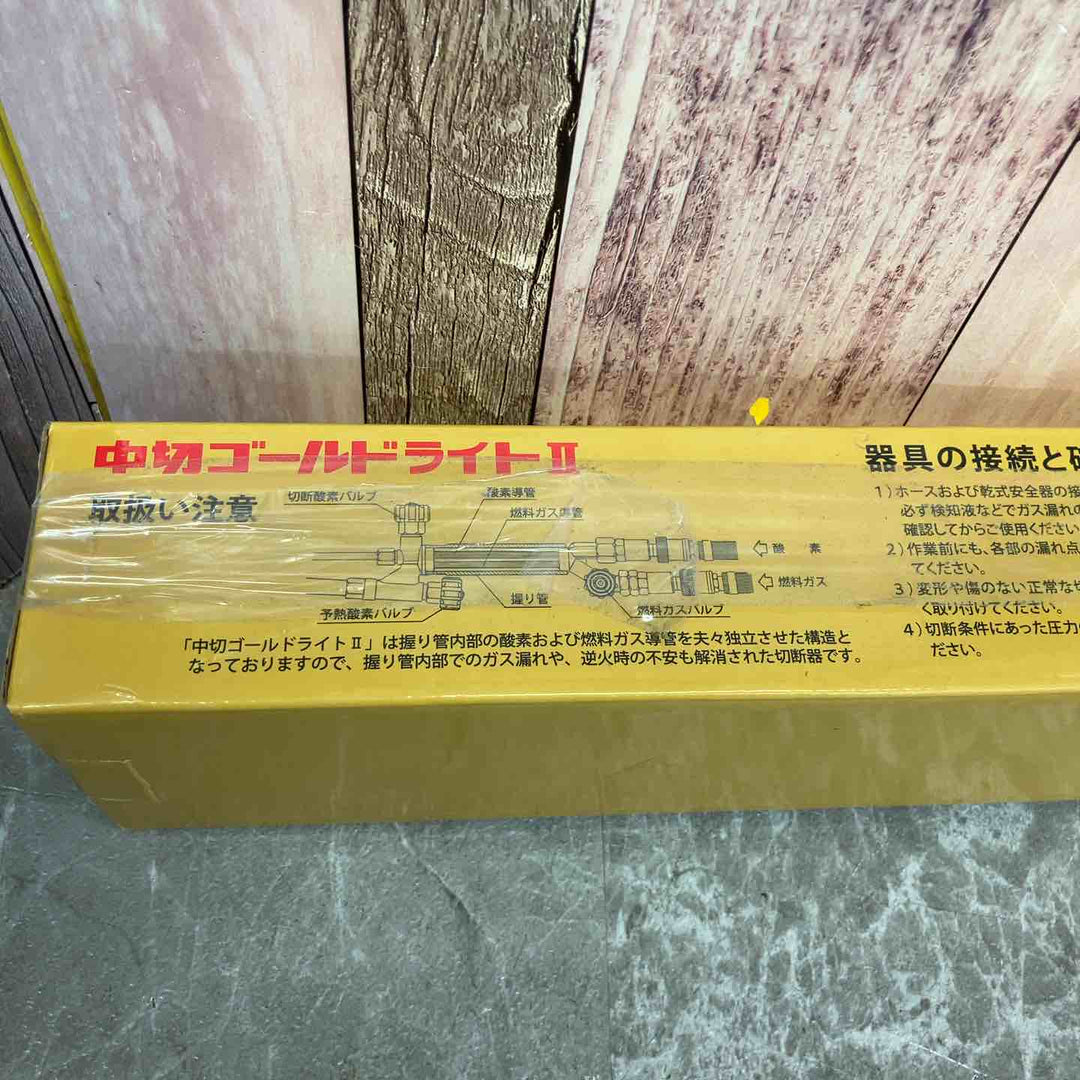 中切ゴールドライトⅡ
取扱い注意
切断酸素バルブ
酸素導管
燃料ガス導管
酸 素
燃料ガス
予熱酸素バルブ
握り管
燃料ガスバルブ
「中切ゴールドライトⅡ」は握り管内部の酸素および燃料ガス導管を夫々独立させた構造と
なっておりますので、握り管内部でのガス漏れや、逆火時の不安も解消された切断器です。
器具の接続と
1)ホースおよび乾式安全器の接
必ず検知液などでガス漏れの
確認してからご使用ください
2)作業前にも、各部の漏れ点
てください。
3)変形や傷のない正常な
く取り付けてください。
4)切断条件にあった圧力
ださい。